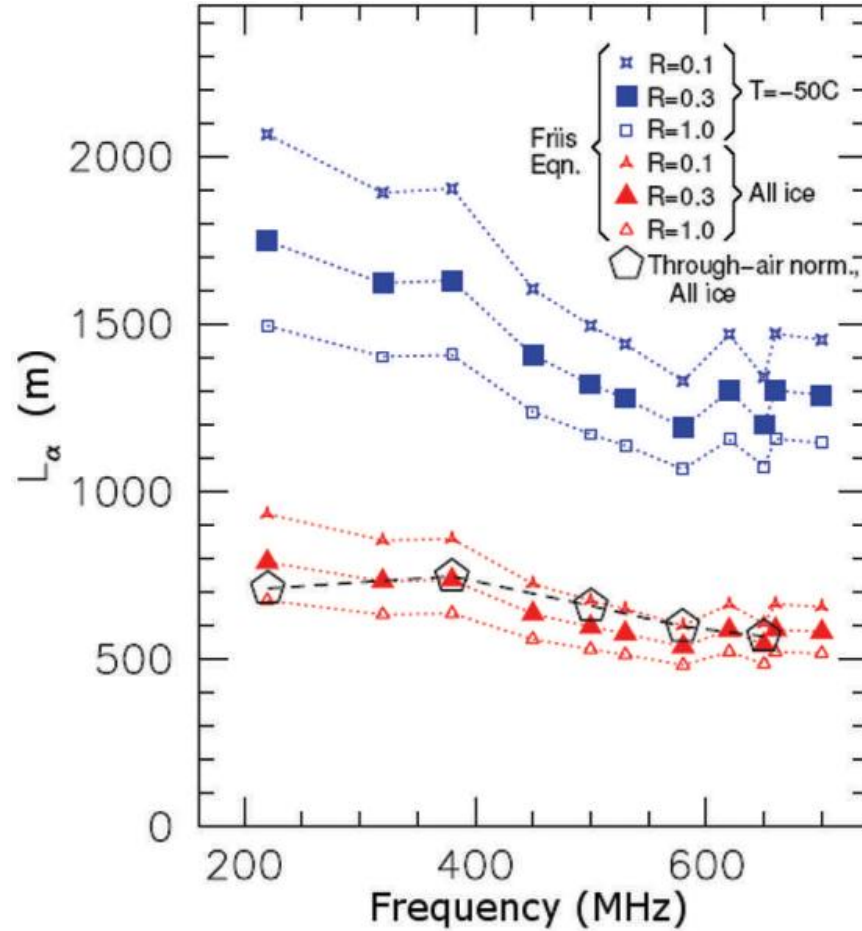 R=0.1
R=0.3
R=1.0
T=−50C
Friis
Eqn.
R=0.1
R=0.3
R=1.0
All ice
Through−air norm.,
All ice
2000
1500
1000
500
0
Lα (m)
200
400
600
Frequency (MHz)